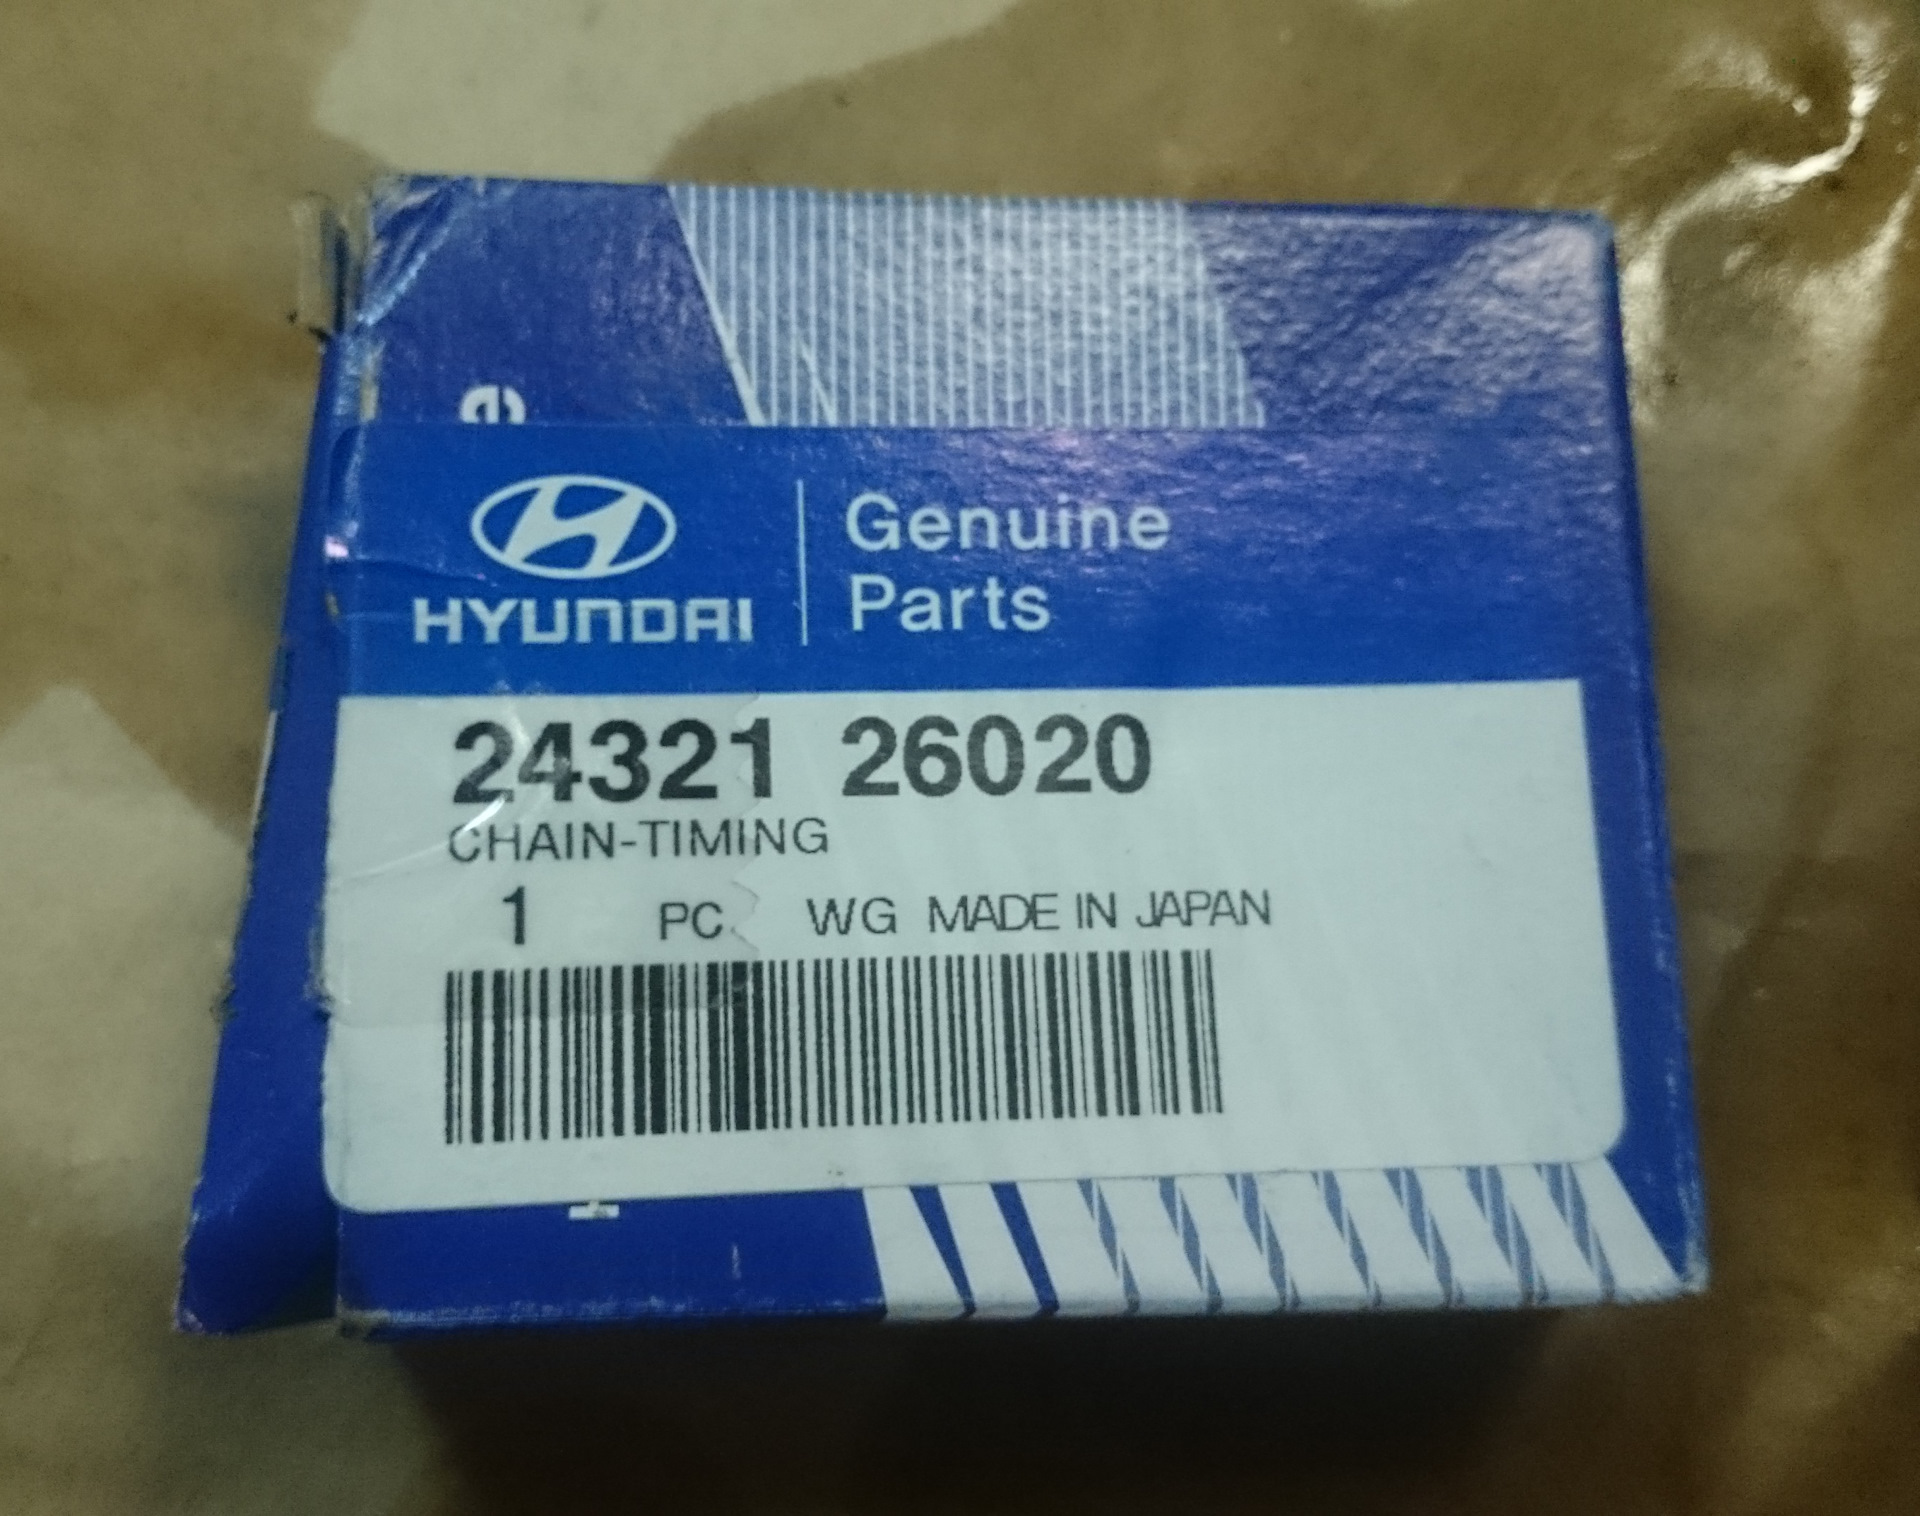 HYUNDAI
Genuine
Parts
24321 26020
CHAIN-TIMING
1 PC WG MADE IN JAPAN